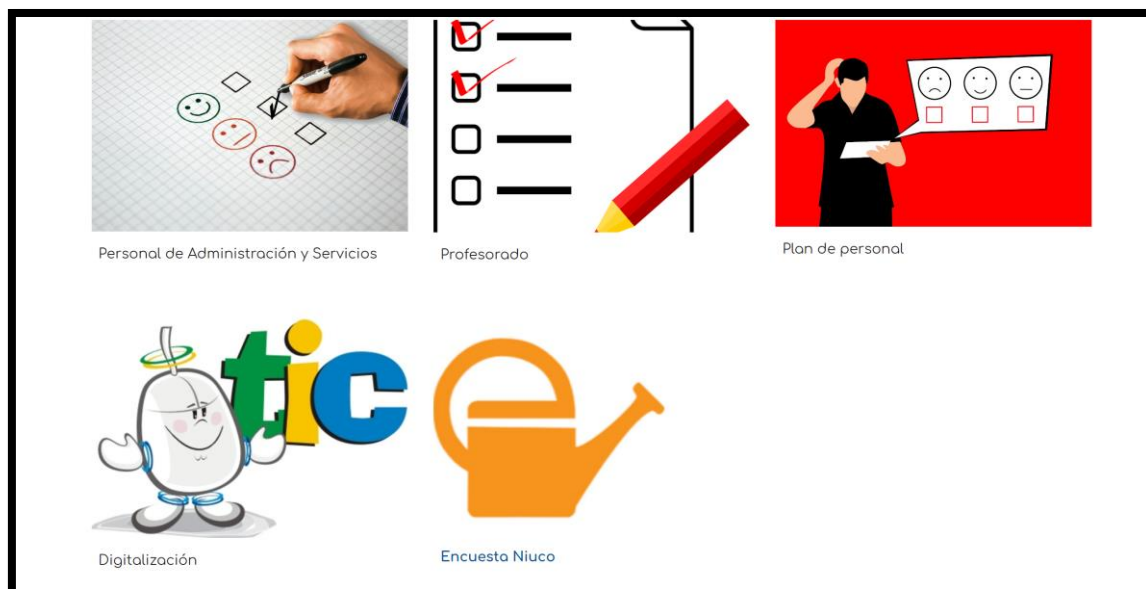 Personal de Administración y Servicios
Profesorado
Plan de personal
tic
Digitalización
Encuesta Niuco